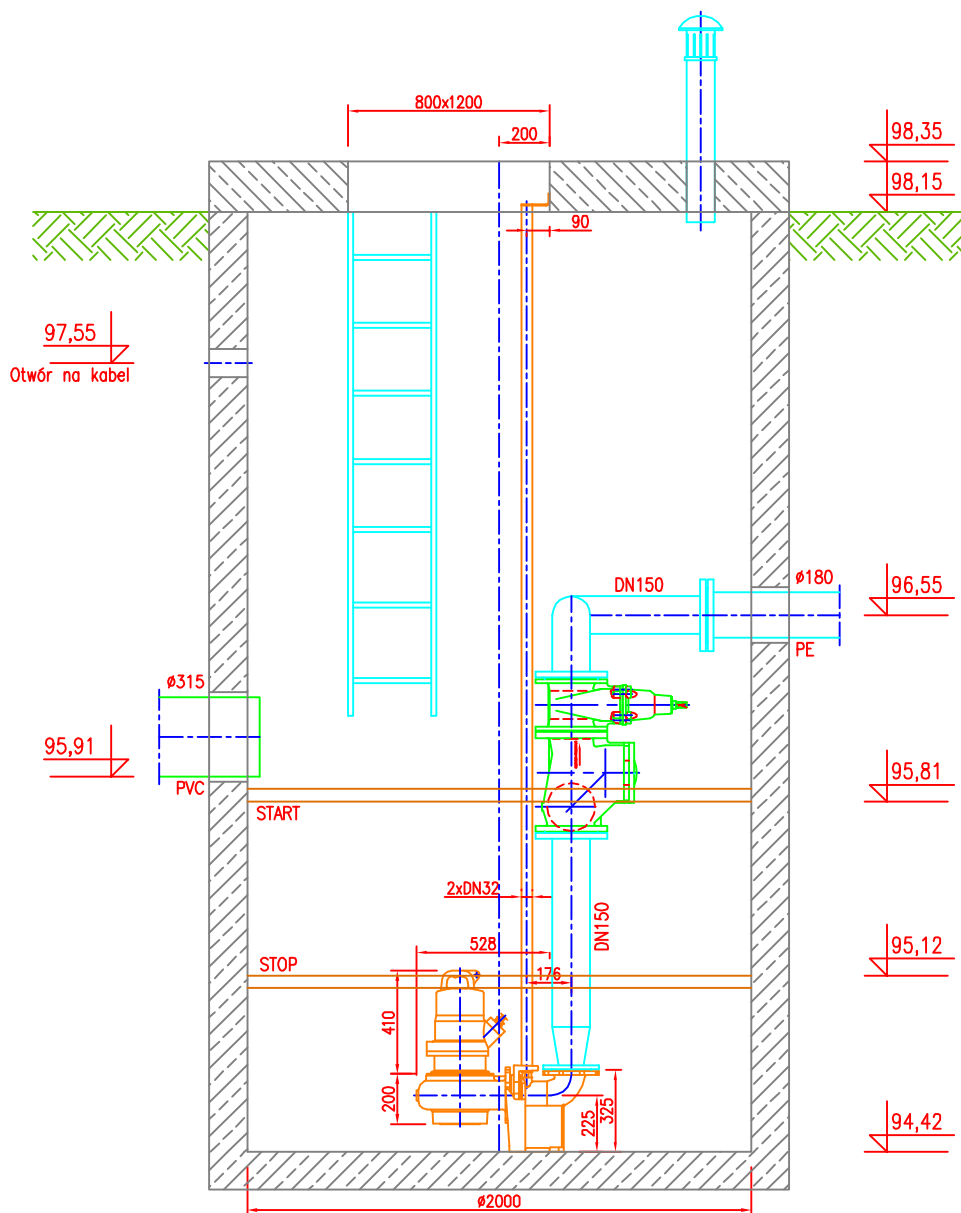 800x1200
200
98,35
98,15
90
97,55
Otwór na kabel
DN150
ø180
96,55
PE
ø315
95,91
PVC
95,81
START
2xDN32
DN150
528
STOP
95,12
176
410
200
225
325
94,42
ø2000